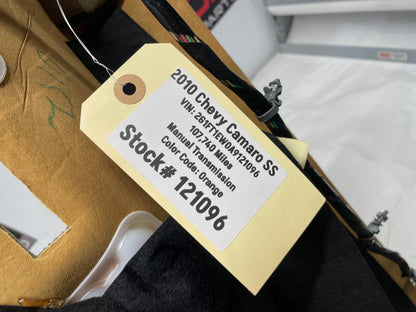 2010 Chevy Camaro SS
VIN: 2G1FT1EW0A9121096
107,740 Miles
Manual Transmission
Color Code: Orange
Stock# 121096